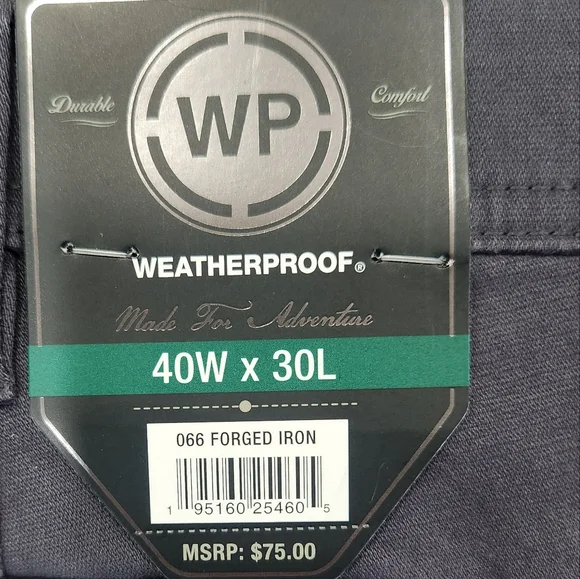 WP
Durable
Comfort
WEATHERPROOF®
Made For Adventure
40W x 30L
066 FORGED IRON
1 95160 25460 5
MSRP: $75.00